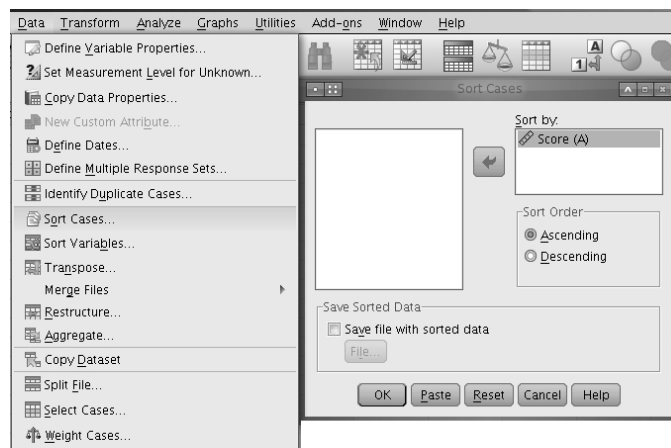 Data Transform Analyze Graphs Utilities Add-ons Window Help
Define Variable Properties...
Set Measurement Level for Unknown...
Copy Data Properties...
New Custom Attribute...
Define Dates...
Define Multiple Response Sets...
Identify Duplicate Cases...
Sort Cases...
Sort Variables...
Transpose...
Merge Files
Restructure...
Aggregate...
Copy Dataset
Split File...
Select Cases...
Weight Cases...
A
1
Sort Cases
Sort by:
Score (A)
Sort Order
Ascending
Descending
Save Sorted Data
Save file with sorted data
File...
OK Paste Reset Cancel Help